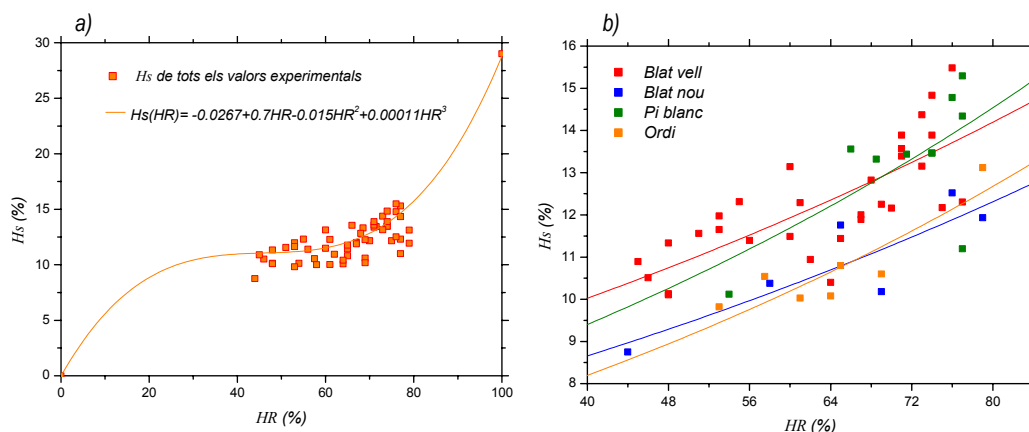 a)
30
25
20
15
10
5
0
Hs (%)
Hs de tots els valors experimentals
Hs(HR)= -0.0267+0.7HR-0.015HR²+0.00011HR³
0 20 40 60 80 100
HR (%)
b)
16
15
14
13
12
11
10
9
8
Hs (%)
Blat vell
Blat nou
Pi blanc
Ordi
40 48 56 64 72 80
HR (%)